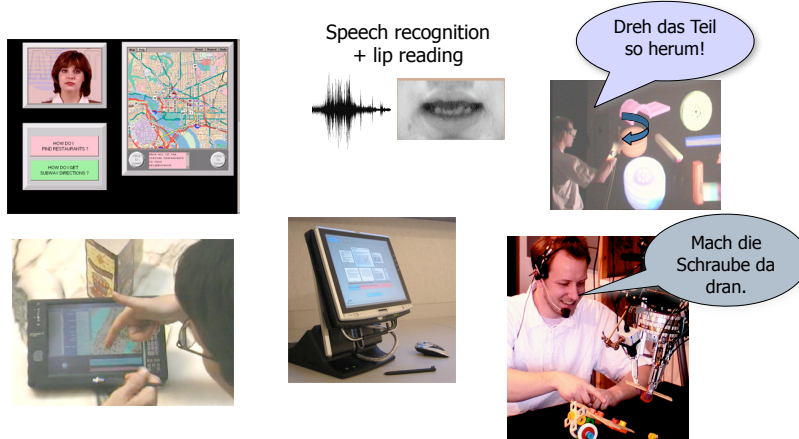 Speech recognition
+ lip reading
Dreh das Teil
so herum!
HOW DO I
FIND RESTAURANTS ?
HOW DO I GET
SUBWAY DIRECTIONS ?
Mach die
Schraube da
dran.